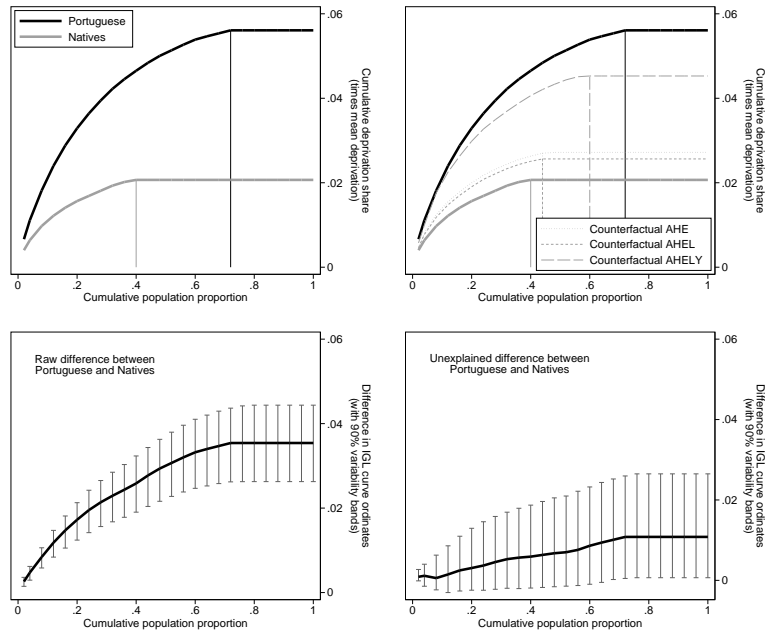 Portuguese
Natives
.06
.04
.02
0
Cumulative deprivation share
(times mean deprivation)
0 .2 .4 .6 .8 1
Cumulative population proportion
Counterfactual AHE
Counterfactual AHEL
Counterfactual AHELY
.06
.04
.02
0
Cumulative deprivation share
(times mean deprivation)
0 .2 .4 .6 .8 1
Cumulative population proportion
Raw difference between
Portuguese and Natives
.06
.04
.02
0
Difference in IGL curve ordinates
(with 90% variability bands)
0 .2 .4 .6 .8 1
Cumulative population proportion
Unexplained difference between
Portuguese and Natives
.06
.04
.02
0
Difference in IGL curve ordinates
(with 90% variability bands)
0 .2 .4 .6 .8 1
Cumulative population proportion